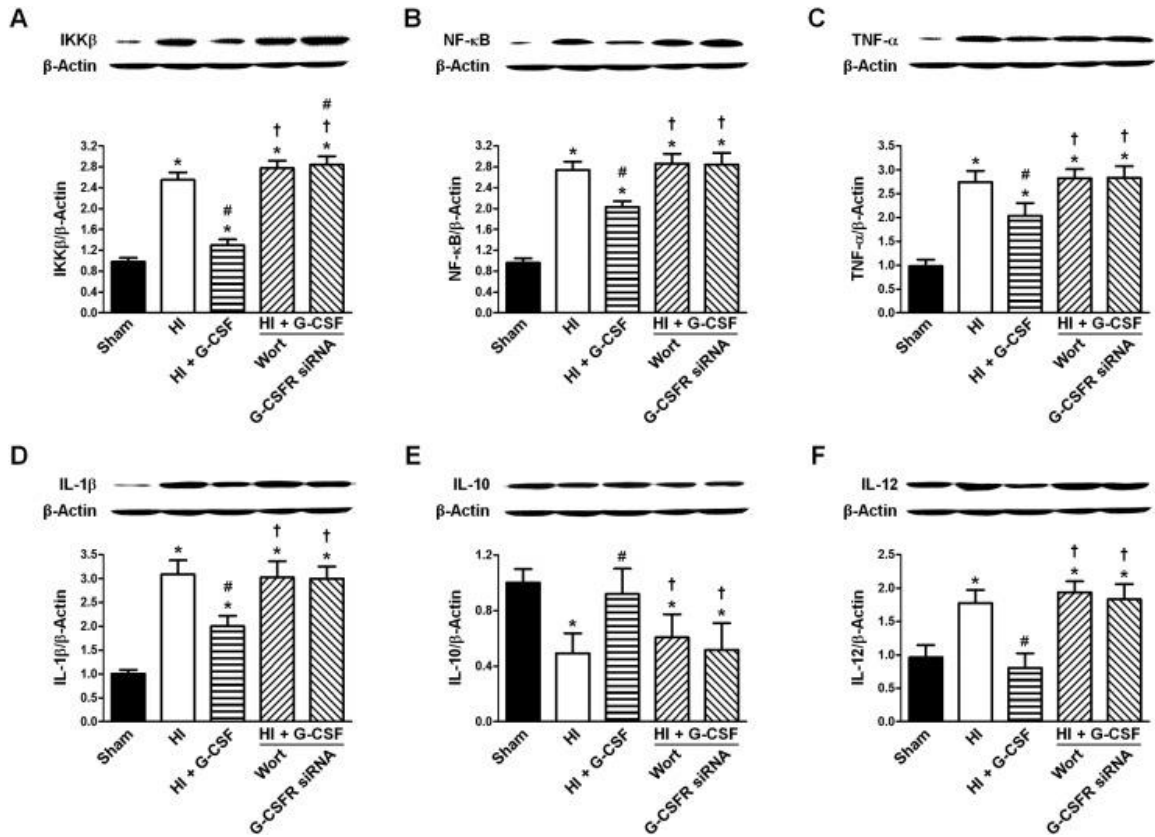 A
IKKβ
β-Actin
#
† †
* # * * *
IKKβ/β-Actin
3.2
2.8
2.4
2.0
1.6
1.2
0.8
0.4
0.0
Sham
HI
HI + G-CSF
Wort
G-CSFR siRNA
HI + G-CSF
B
NF-κB
β-Actin
† †
* # * * *
NF-κB/β-Actin
3.2
2.8
2.4
2.0
1.6
1.2
0.8
0.4
0.0
Sham
HI
HI + G-CSF
Wort
G-CSFR siRNA
HI + G-CSF
C
TNF-α
β-Actin
† †
* # * * *
TNF-α/β-Actin
3.5
3.0
2.5
2.0
1.5
1.0
0.5
0.0
Sham
HI
HI + G-CSF
Wort
G-CSFR siRNA
HI + G-CSF
D
IL-1β
β-Actin
† †
* # * * *
IL-1β/β-Actin
3.5
3.0
2.5
2.0
1.5
1.0
0.5
0.0
Sham
HI
HI + G-CSF
Wort
G-CSFR siRNA
HI + G-CSF
E
IL-10
β-Actin
# † †
* * *
IL-10/β-Actin
1.2
0.8
0.4
0.0
Sham
HI
HI + G-CSF
Wort
G-CSFR siRNA
HI + G-CSF
F
IL-12
β-Actin
† †
* # * *
IL-12/β-Actin
2.5
2.0
1.5
1.0
0.5
0.0
Sham
HI
HI + G-CSF
Wort
G-CSFR siRNA
HI + G-CSF